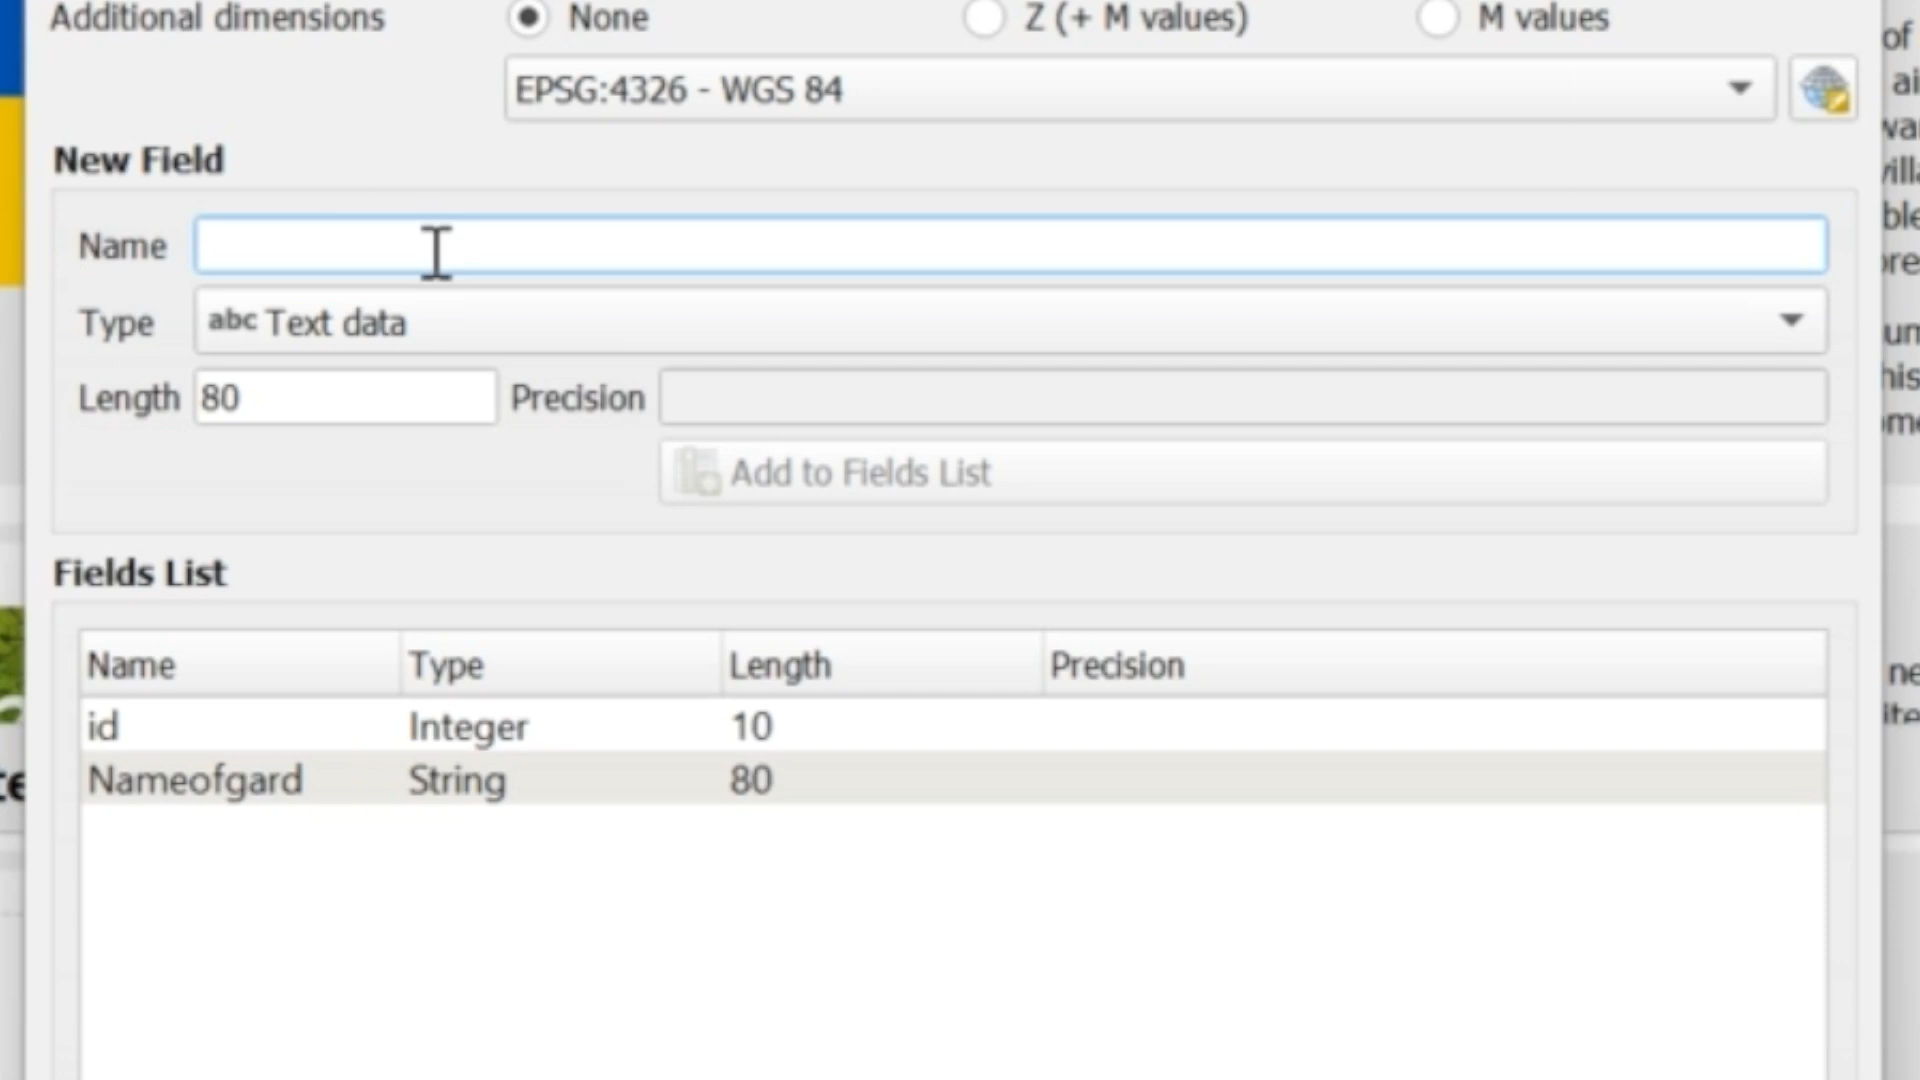 Additional dimensions None Z (+ M values) M values
EPSG:4326 - WGS 84
New Field
Name
Type abc Text data
Length 80 Precision
Add to Fields List
Fields List
Name Type Length Precision
id Integer 10
Nameofgard String 80
of